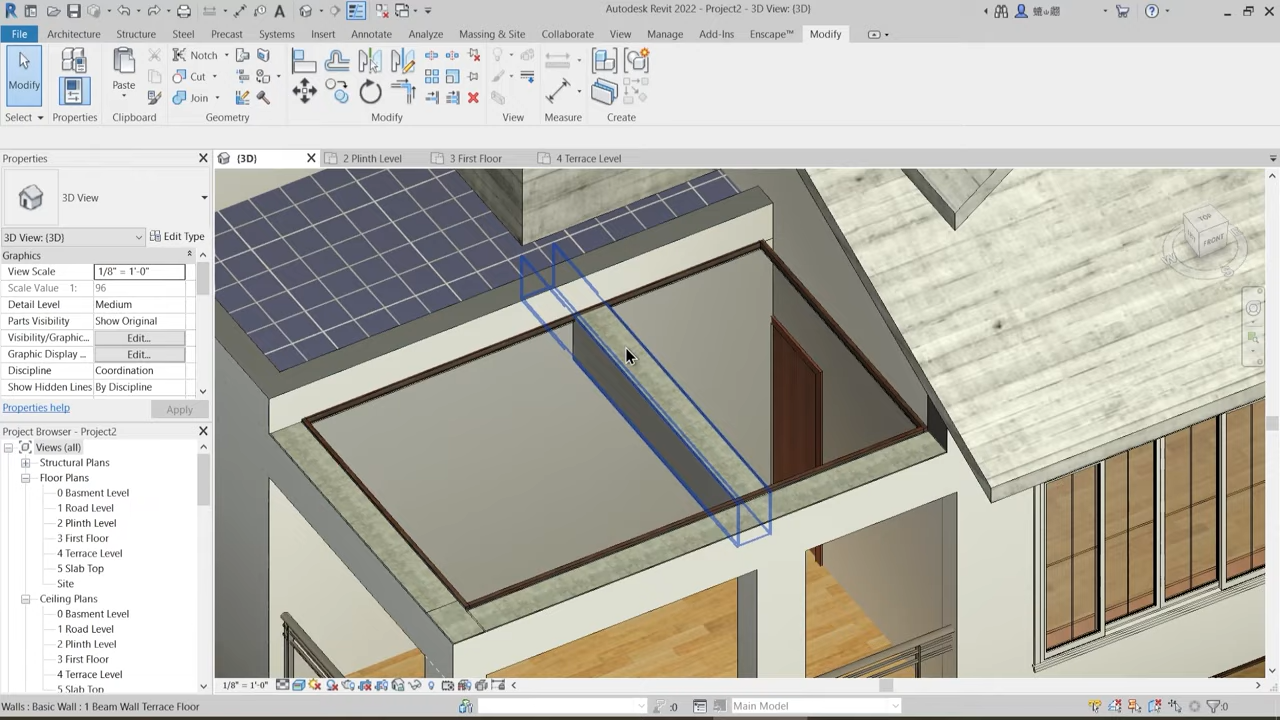 Autodesk Revit 2022 - Project2 - 3D View: {3D}
File Architecture Structure Steel Precast Systems Insert Annotate Analyze Massing & Site Collaborate View Manage Add-Ins Enscape™ Modify
Modify
Paste
Notch
Cut
Join
Select Properties Clipboard Geometry Modify View Measure Create
Properties
{3D} 2 Plinth Level 3 First Floor 4 Terrace Level
3D View
3D View: {3D} Edit Type
Graphics
View Scale 1/8" = 1'-0"
Scale Value 1: 96
Detail Level Medium
Parts Visibility Show Original
Visibility/Graphic... Edit...
Graphic Display ... Edit...
Discipline Coordination
Show Hidden Lines By Discipline
Properties help Apply
Project Browser - Project2
Views (all)
Structural Plans
Floor Plans
0 Basment Level
1 Road Level
2 Plinth Level
3 First Floor
4 Terrace Level
5 Slab Top
Site
Ceiling Plans
0 Basment Level
1 Road Level
2 Plinth Level
3 First Floor
4 Terrace Level
5 Slab Top
TOP
FRONT
1/8" = 1'-0"
Walls : Basic Wall : 1 Beam Wall Terrace Floor :0 Main Model :0